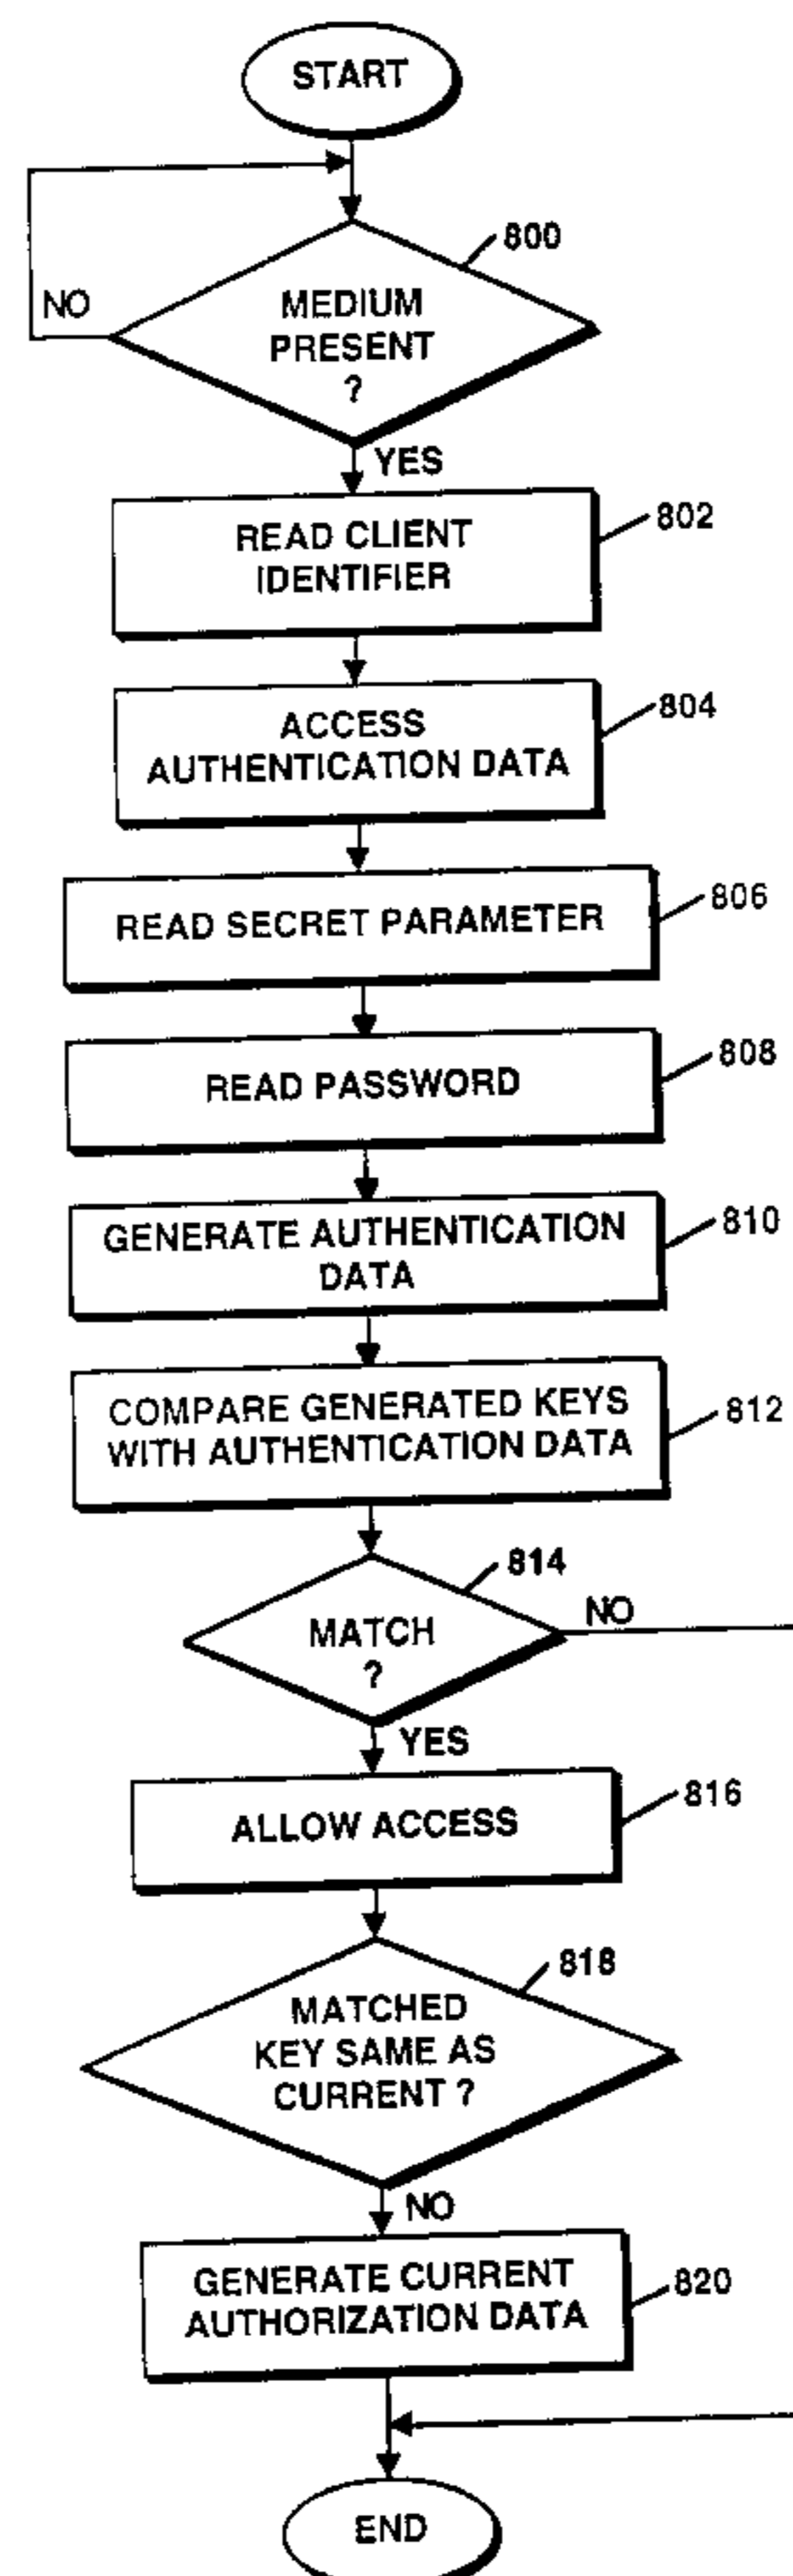 START
800
NO
MEDIUM
PRESENT
?
YES
READ CLIENT
IDENTIFIER
802
ACCESS
AUTHENTICATION DATA
804
READ SECRET PARAMETER
806
READ PASSWORD
808
GENERATE AUTHENTICATION
DATA
810
COMPARE GENERATED KEYS
WITH AUTHENTICATION DATA
812
814
MATCH
?
NO
YES
ALLOW ACCESS
816
818
MATCHED
KEY SAME AS
CURRENT ?
NO
GENERATE CURRENT
AUTHORIZATION DATA
820
END